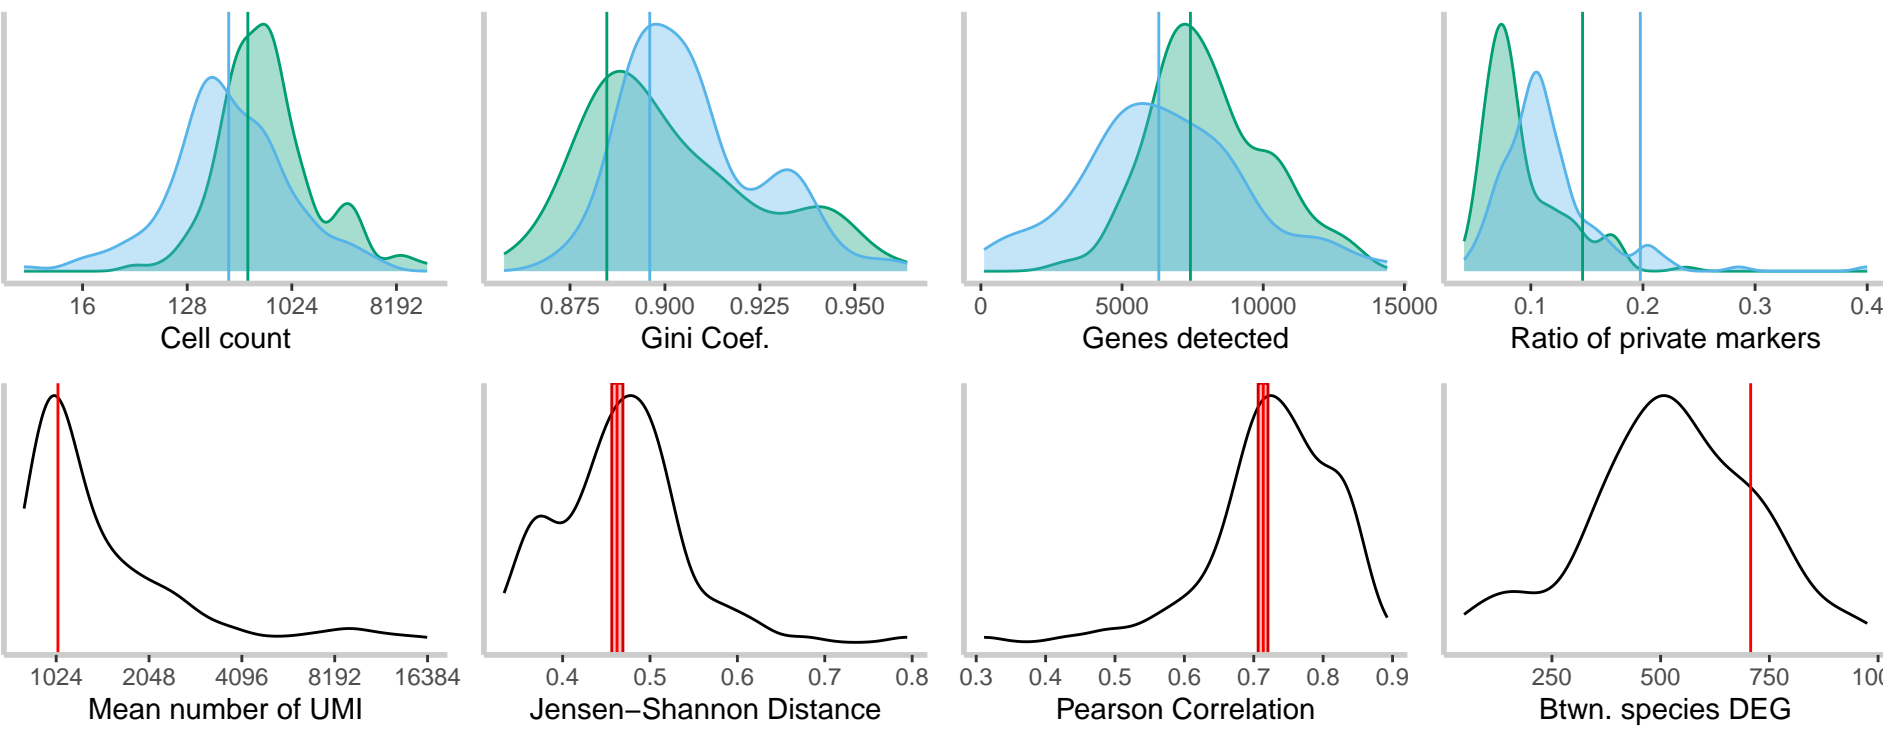 16 128 1024 8192
Cell count
0.875 0.900 0.925 0.950
Gini Coef.
0 5000 10000 15000
Genes detected
0.1 0.2 0.3 0.4
Ratio of private markers
1024 2048 4096 8192 16384
Mean number of UMI
0.4 0.5 0.6 0.7 0.8
Jensen−Shannon Distance
0.3 0.4 0.5 0.6 0.7 0.8 0.9
Pearson Correlation
250 500 750 100
Btwn. species DEG